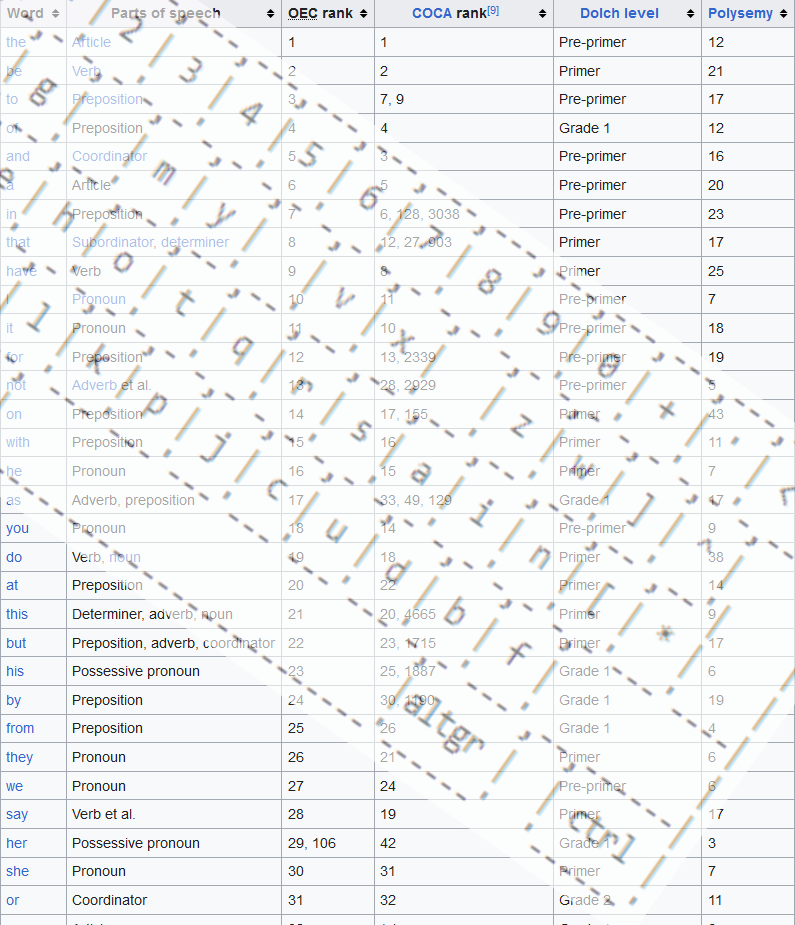 Word Parts of speech OEC rank COCA rank[9] Dolch level Polysemy
the Article 1 1 Pre-primer 12
be Verb 2 2 Primer 21
to Preposition 3 7, 9 Pre-primer 17
of Preposition 4 4 Grade 1 12
and Coordinator 5 3 Pre-primer 16
a Article 6 5 Pre-primer 20
in Preposition 7 6, 128, 3038 Pre-primer 23
that Subordinator, determiner 8 12, 27, 903 Primer 17
have Verb 9 8 Primer 25
I Pronoun 10 11 Pre-primer 7
it Pronoun 11 10 Pre-primer 18
for Preposition 12 13, 2339 Pre-primer 19
not Adverb et al. 13 28, 2929 Pre-primer 5
on Preposition 14 17, 155 Primer 43
with Preposition 15 16 Primer 11
he Pronoun 16 15 Primer 7
as Adverb, preposition 17 33, 49, 129 Grade 1 17
you Pronoun 18 14 Pre-primer 9
do Verb, noun 19 18 Primer 38
at Preposition 20 22 Primer 14
this Determiner, adverb, noun 21 20, 4665 Primer 9
but Preposition, adverb, coordinator 22 23, 1715 Primer 17
his Possessive pronoun 23 25, 1887 Grade 1 6
by Preposition 24 30, 1190 Grade 1 19
from Preposition 25 26 Grade 1 4
they Pronoun 26 21 Primer 6
we Pronoun 27 24 Pre-primer 6
say Verb et al. 28 19 Primer 17
her Possessive pronoun 29, 106 42 Grade 1 3
she Pronoun 30 31 Primer 7
or Coordinator 31 32 Grade 2 11
2 3 4 5 6 7 8 9 0 +
g m y v x z w ]
e h o t q r s a i n [ *
l k p j c u d b f
altgr ctrl